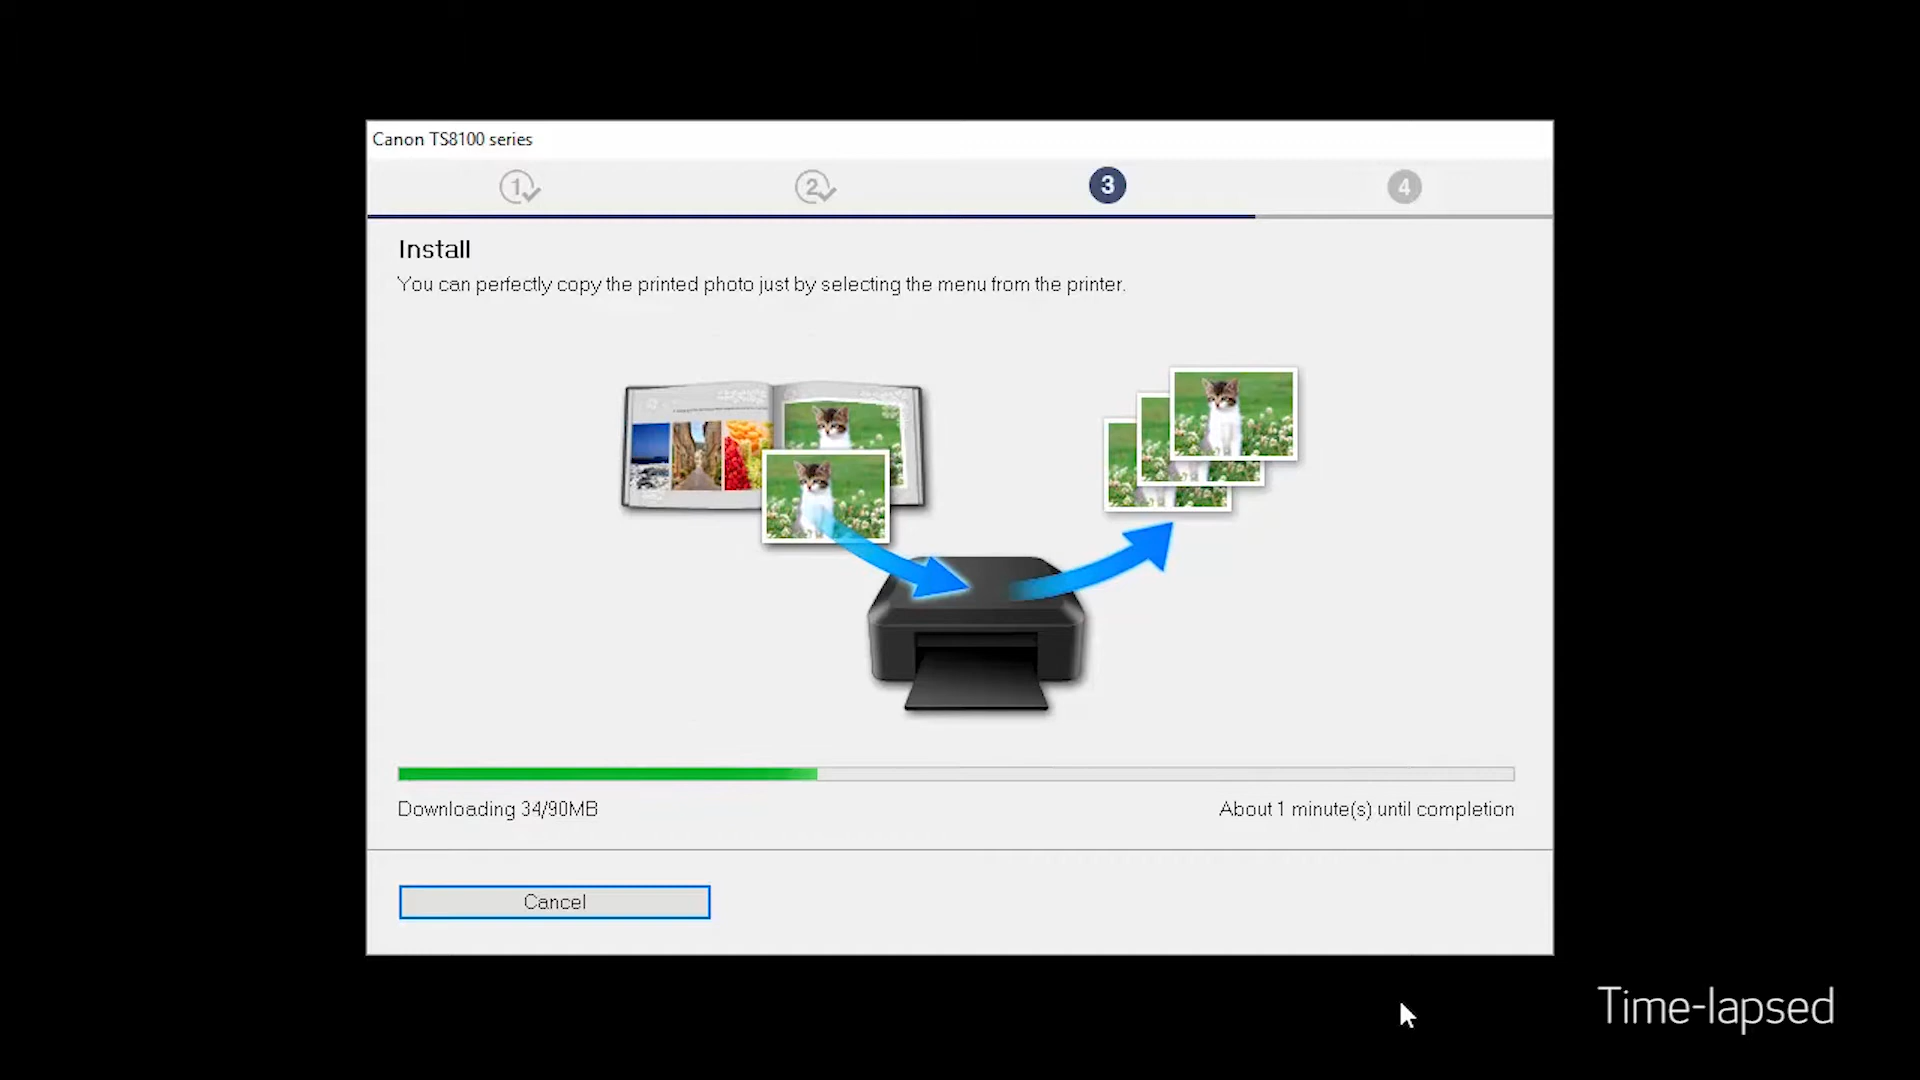 Canon TS8100 series
1
2
3
4
Install
You can perfectly copy the printed photo just by selecting the menu from the printer.
Downloading 34/90MB
About 1 minute(s) until completion
Cancel
Time-lapsed